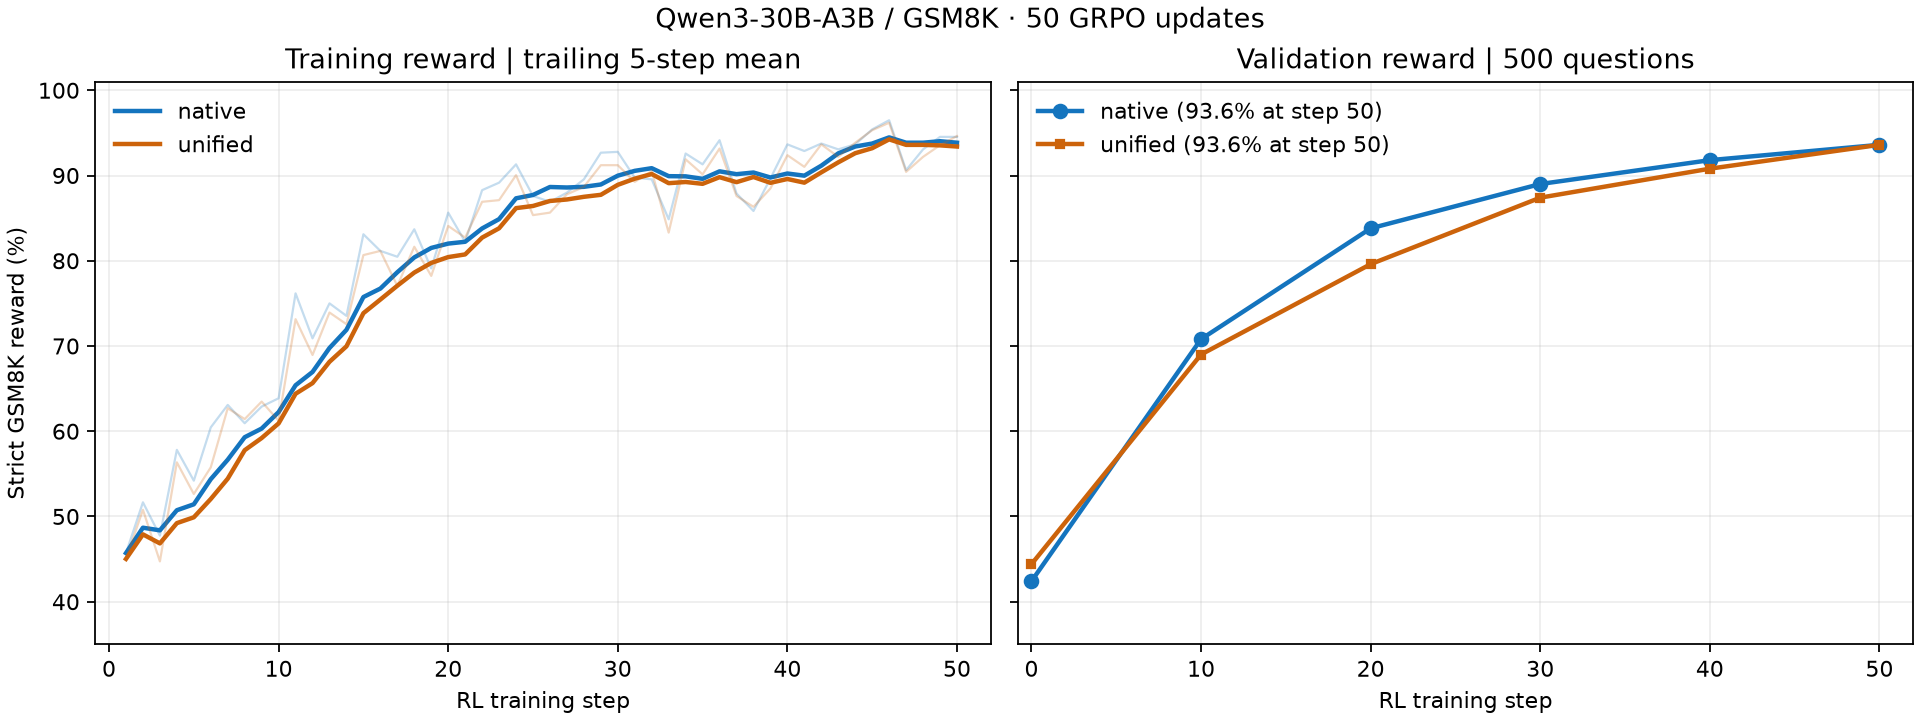 Qwen3-30B-A3B / GSM8K · 50 GRPO updates
Training reward | trailing 5-step mean
native
unified
Strict GSM8K reward (%)
100
90
80
70
60
50
40
0 10 20 30 40 50
RL training step
Validation reward | 500 questions
native (93.6% at step 50)
unified (93.6% at step 50)
0 10 20 30 40 50
RL training step